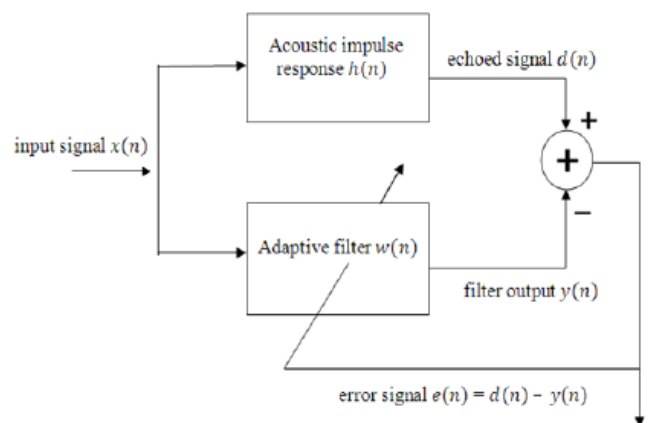 Acoustic impulse
response h(n)
echoed signal d(n)
+
input signal x(n)
+
−
Adaptive filter w(n)
filter output y(n)
error signal e(n) = d(n) − y(n)